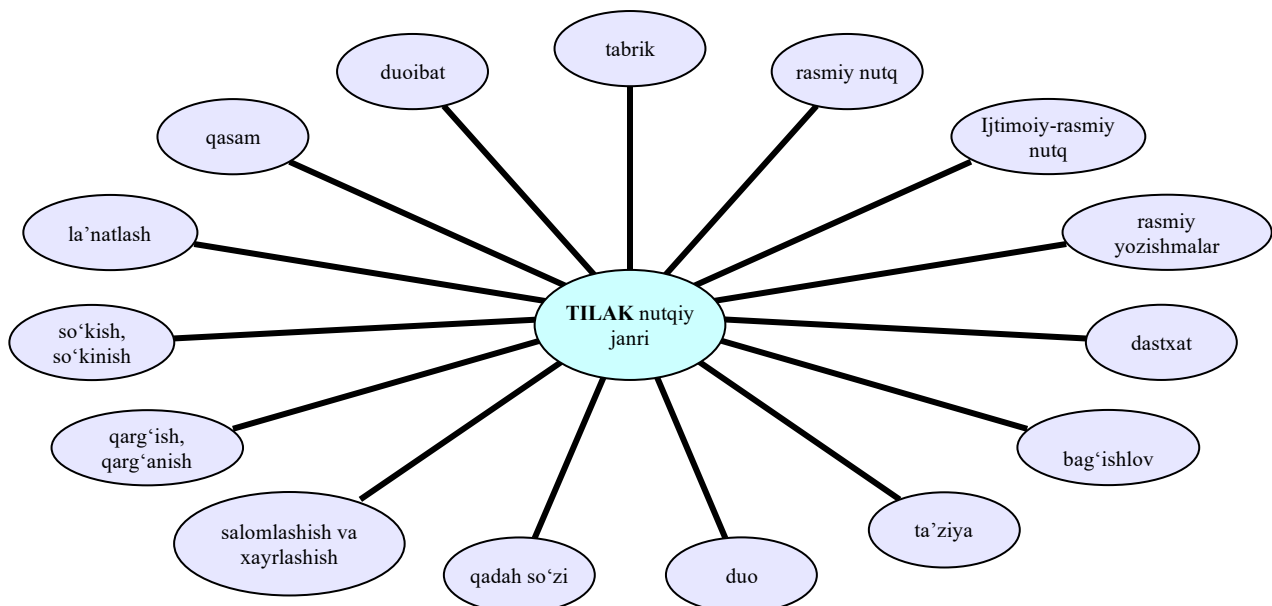 tabrik
duoibat
rasmiy nutq
Ijtimoiy-rasmiy
nutq
qasam
la’natlash
rasmiy
yozishmalar
TILAK nutqiy
janri
so‘kish,
so‘kinish
dastxat
qarg‘ish,
qarg‘anish
bag‘ishlov
salomlashish va
xayrlashish
ta’ziya
qadah so‘zi
duo